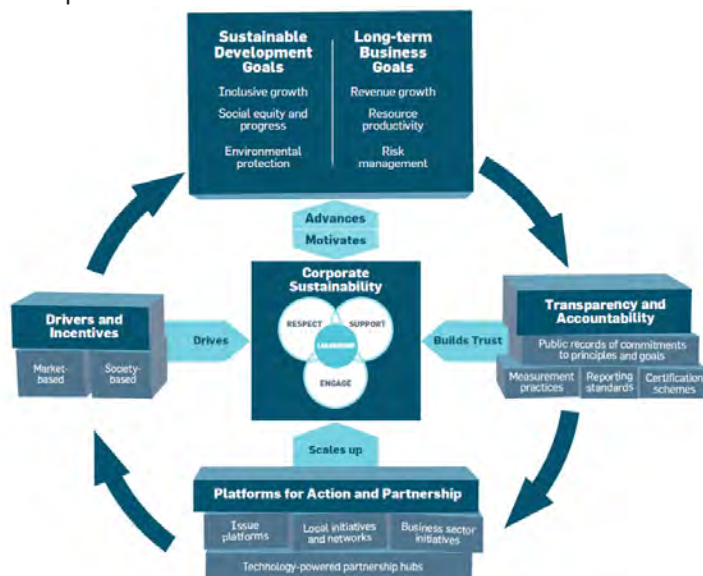 Sustainable
Development
Goals
Inclusive growth
Social equity and
progress
Environmental
protection
Long-term
Business
Goals
Revenue growth
Resource
productivity
Risk
management
Advances
Motivates
Corporate
Sustainability
RESPECT
SUPPORT
LEADERSHIP
ENGAGE
Drivers and
Incentives
Market-
based
Society-
based
Drives
Builds Trust
Transparency and
Accountability
Public records of commitments
to principles and goals
Measurement
practices
Reporting
standards
Certification
schemes
Scales up
Platforms for Action and Partnership
Issue
platforms
Local initiatives
and networks
Business sector
initiatives
Technology-powered partnership hubs